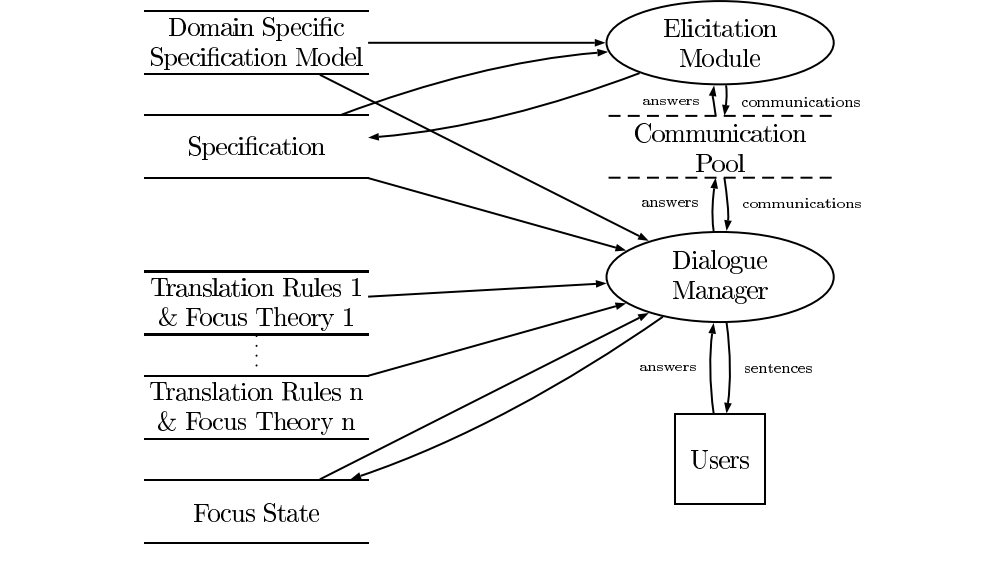 Domain Specific
Specification Model
Elicitation
Module
answers
communications
Specification
Communication
Pool
answers
communications
Dialogue
Manager
Translation Rules 1
& Focus Theory 1
Translation Rules n
& Focus Theory n
answers
sentences
Users
Focus State